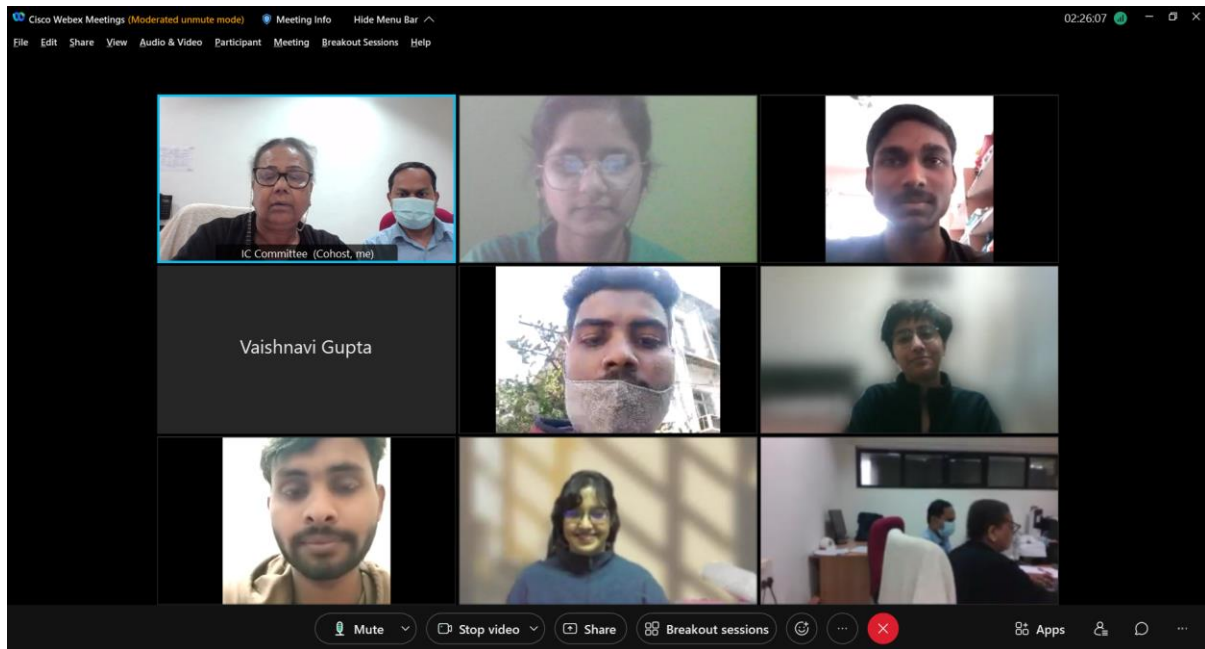 Cisco Webex Meetings (Moderated unmute mode) Meeting Info Hide Menu Bar 02:26:07
File Edit Share View Audio & Video Participant Meeting Breakout Sessions Help
IC Committee (Cohost, me)
Vaishnavi Gupta
Mute Stop video Share Breakout sessions Apps